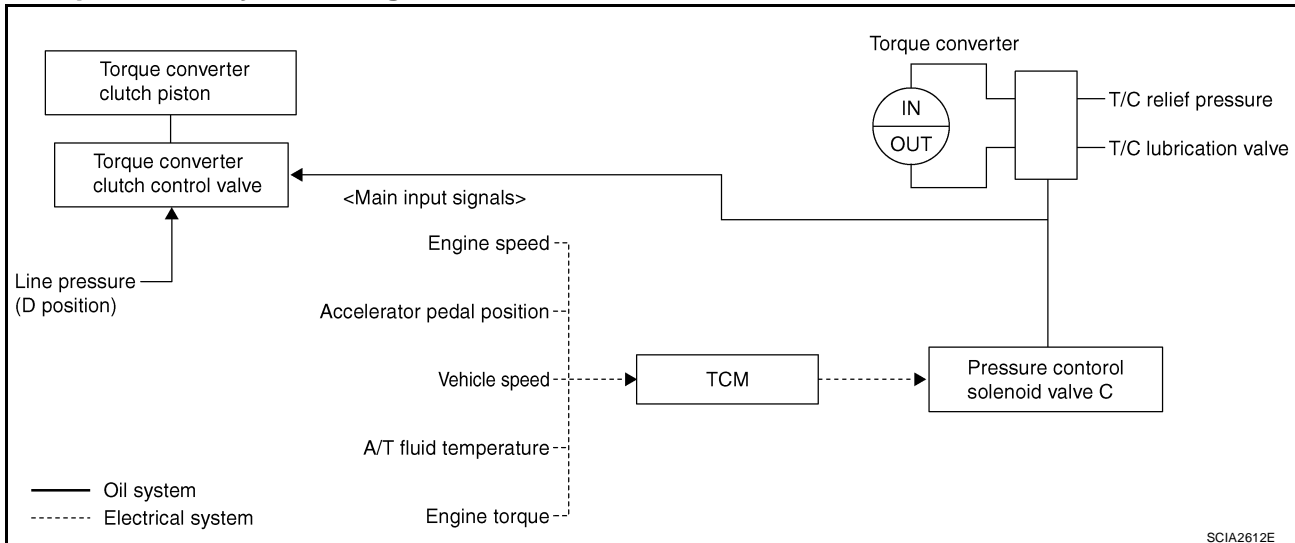 Torque converter
clutch piston
Torque converter
clutch control valve
Line pressure
(D position)
Torque converter
IN
OUT
T/C relief pressure
T/C lubrication valve
<Main input signals>
Engine speed
Accelerator pedal position
Vehicle speed
A/T fluid temperature
Engine torque
TCM
Pressure contorol
solenoid valve C
Oil system
Electrical system
SCIA2612E